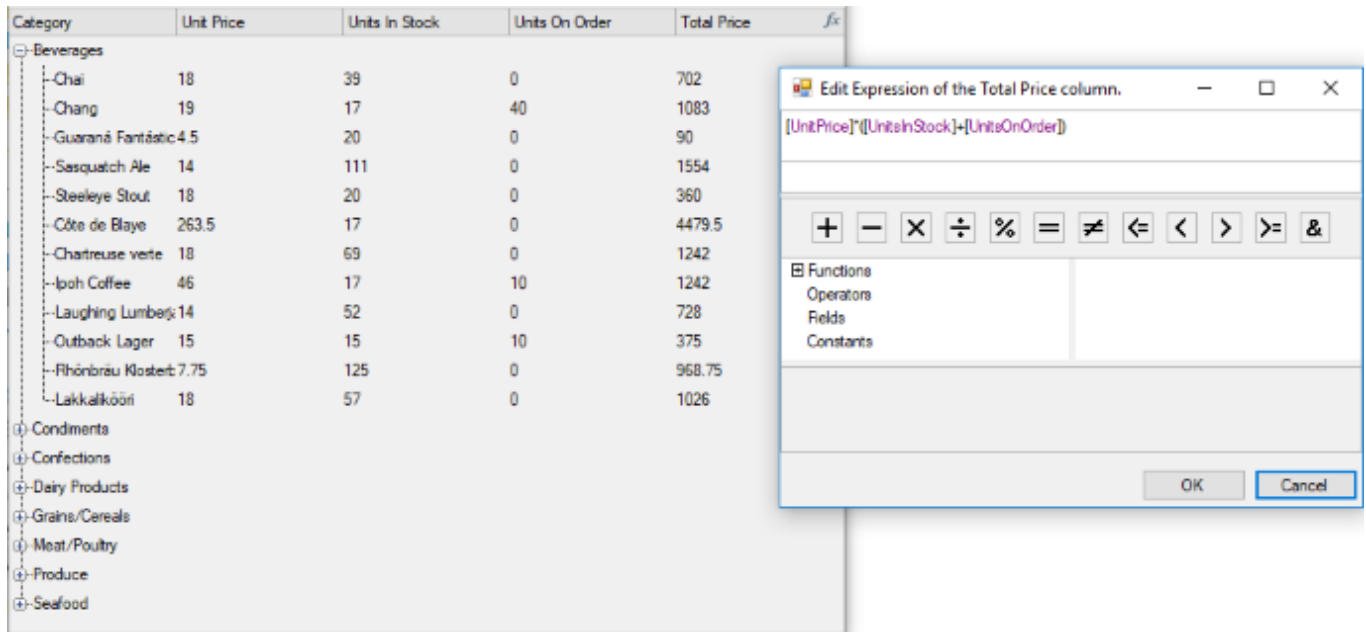 Category Unit Price Units In Stock Units On Order Total Price fx
Beverages
Chai 18 39 0 702
Chang 19 17 40 1083
Guaraná Fantástic 4.5 20 0 90
Sasquatch Ale 14 111 0 1554
Steeleye Stout 18 20 0 360
Côte de Blaye 263.5 17 0 4479.5
Chartreuse verte 18 69 0 1242
Ipoh Coffee 46 17 10 1242
Laughing Lumberj 14 52 0 728
Outback Lager 15 15 10 375
Rhönbräu Klosterb 7.75 125 0 968.75
Lakkalikööri 18 57 0 1026
Condiments
Confections
Dairy Products
Grains/Cereals
Meat/Poultry
Produce
Seafood
Edit Expression of the Total Price column.
[UnitPrice]*([UnitsInStock]+[UnitsOnOrder])
+ − × ÷ % = ≠ <= < > >= &
Functions
Operators
Fields
Constants
OK Cancel